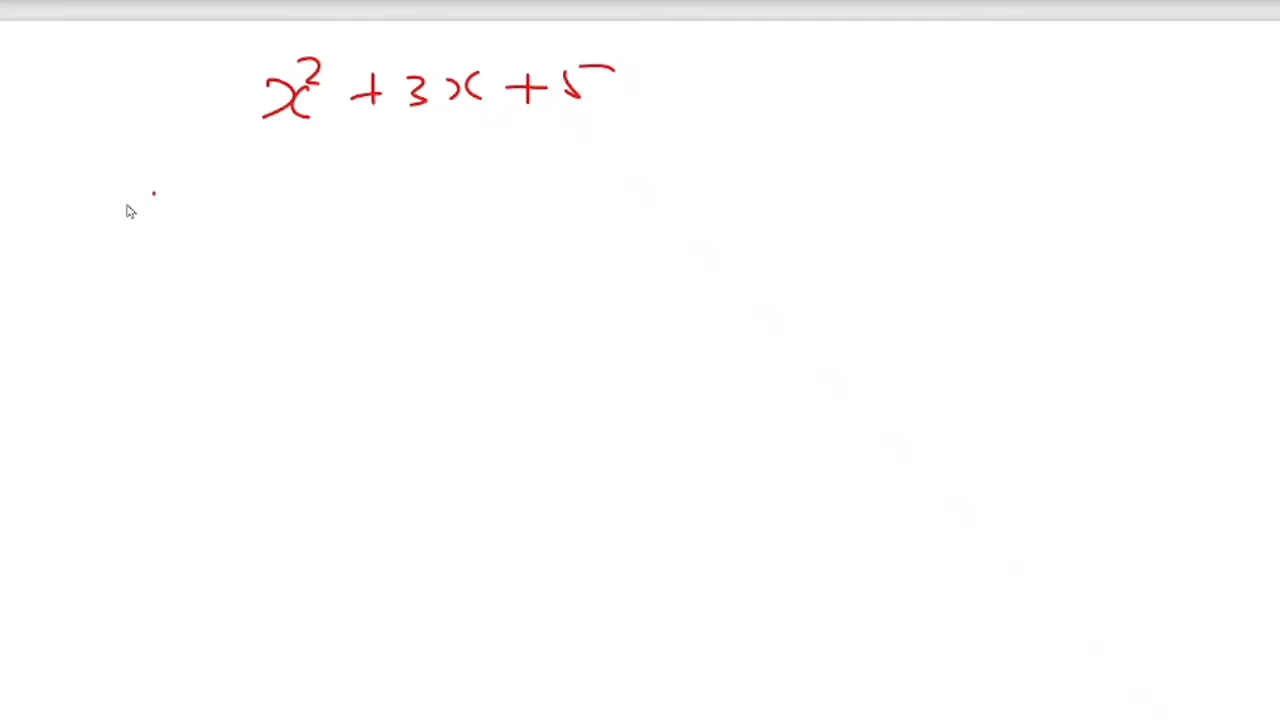 x² + 3x + 5